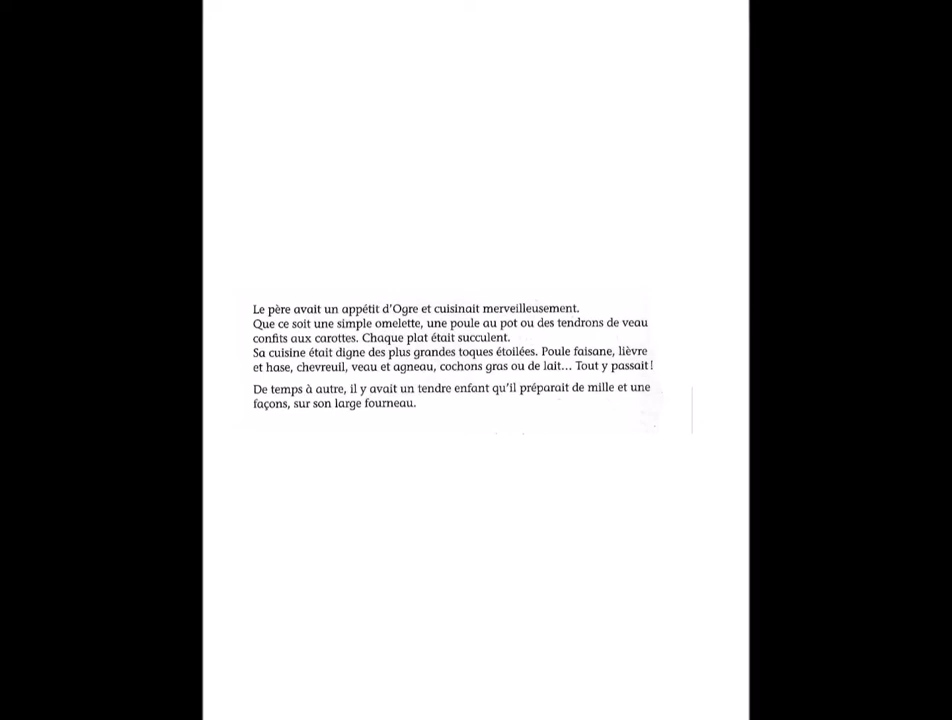 Le père avait un appétit d'Ogre et cuisinait merveilleusement.
Que ce soit une simple omelette, une poule au pot ou des tendrons de veau
confits aux carottes. Chaque plat était succulent.
Sa cuisine était digne des plus grandes toques étoilées. Poule faisane, lièvre
et hase, chevreuil, veau et agneau, cochons gras ou de lait... Tout y passait !
De temps à autre, il y avait un tendre enfant qu'il préparait de mille et une
façons, sur son large fourneau.